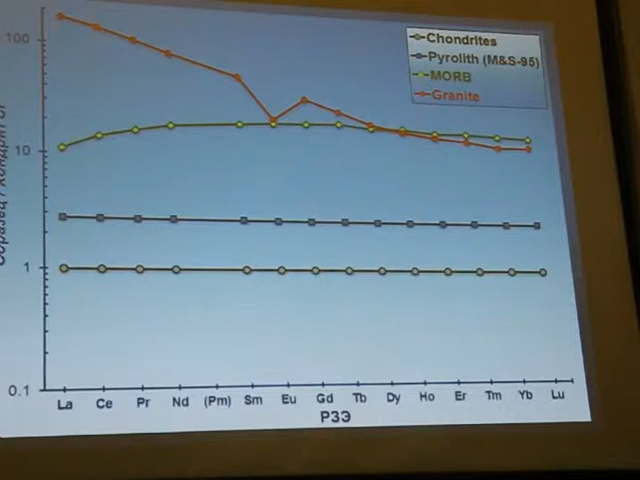 Chondrites
Pyrolith (M&S-95)
MORB
Granite
100
10
1
0.1
La Ce Pr Nd (Pm) Sm Eu Gd Tb Dy Ho Er Tm Yb Lu
РЗЭ